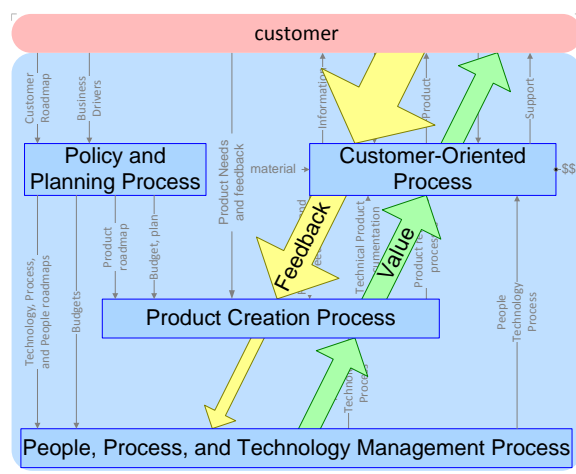 customer
Customer
Roadmap
Business
Drivers
Information
Product
Support
Policy and
Planning Process
Product Needs
and feedback
material
Customer-Oriented
Process
$$
Technology, Process,
and People roadmaps
Budgets
Product
roadmap
Budget, plan
Feedback
Technical Product
Value
People
Technology
Process
Product Creation Process
Process
People, Process, and Technology Management Process